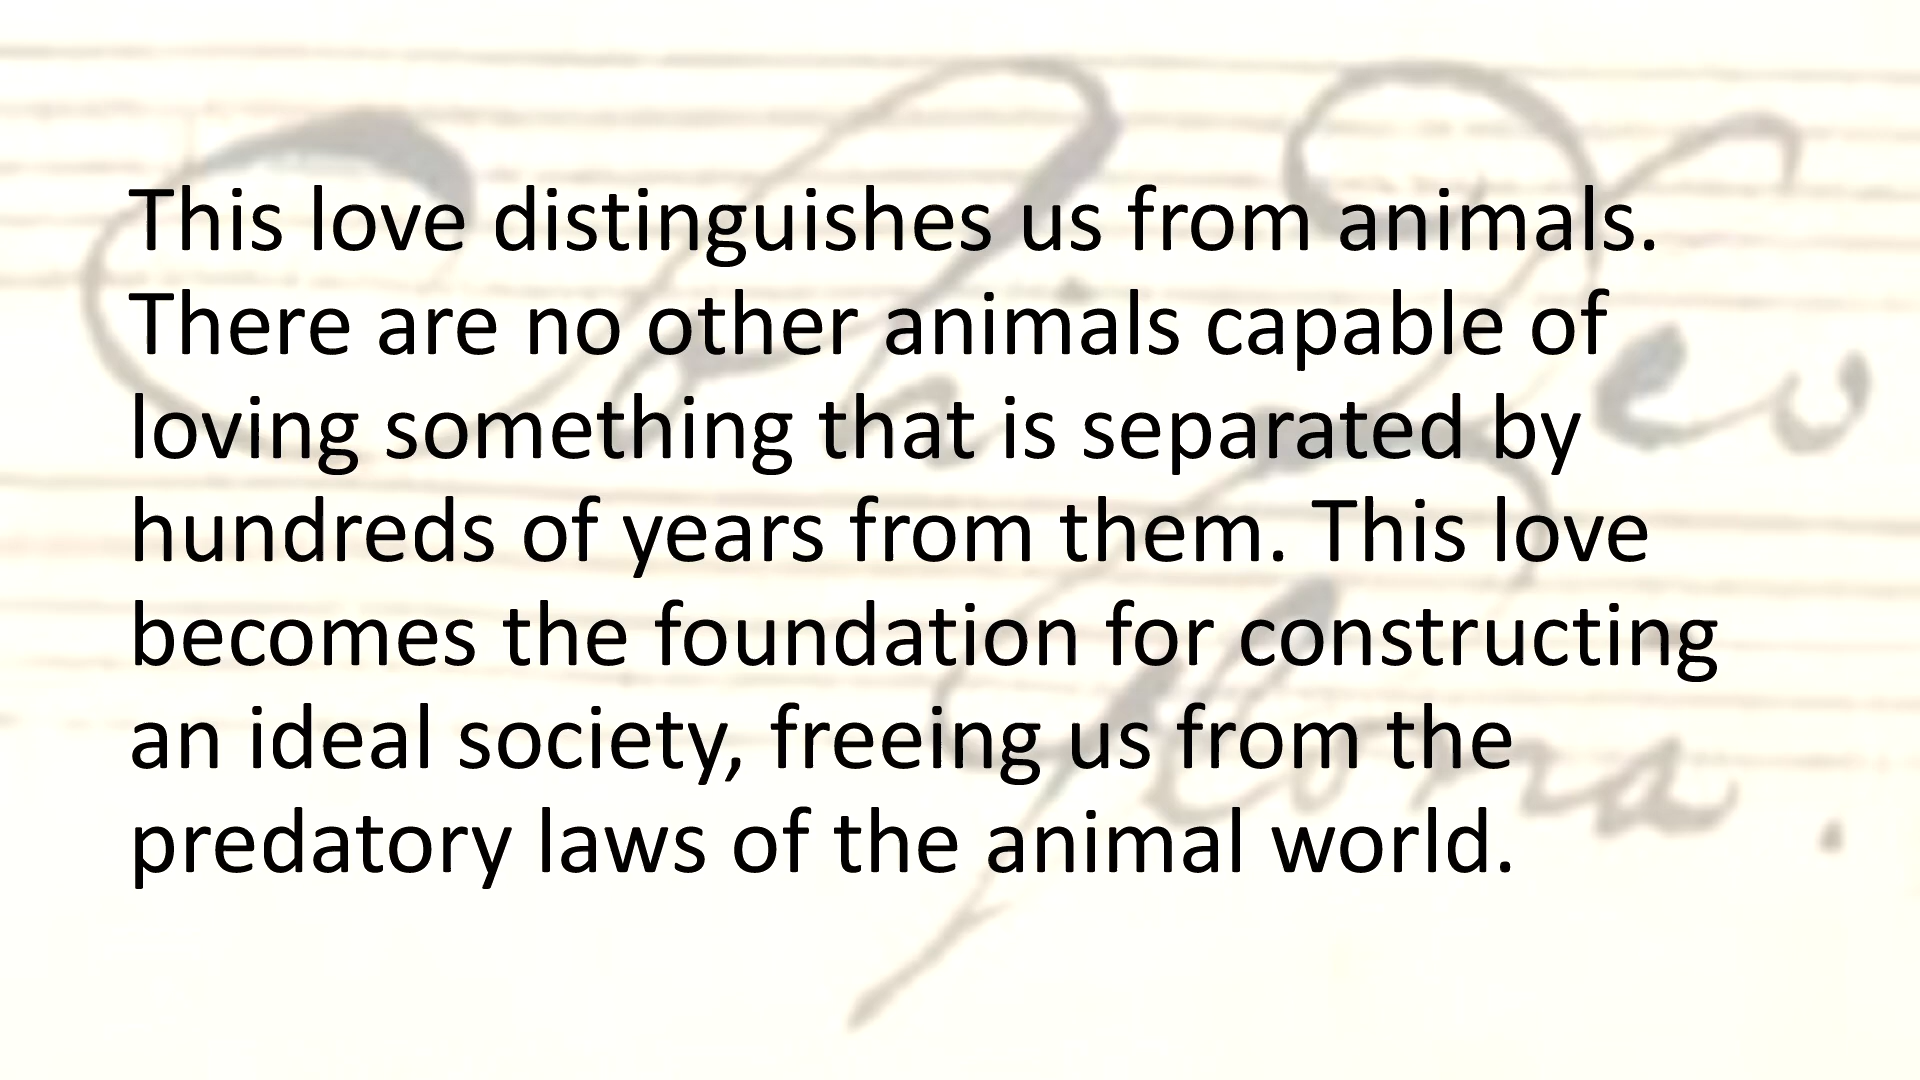 This love distinguishes us from animals.
There are no other animals capable of
loving something that is separated by
hundreds of years from them. This love
becomes the foundation for constructing
an ideal society, freeing us from the
predatory laws of the animal world.